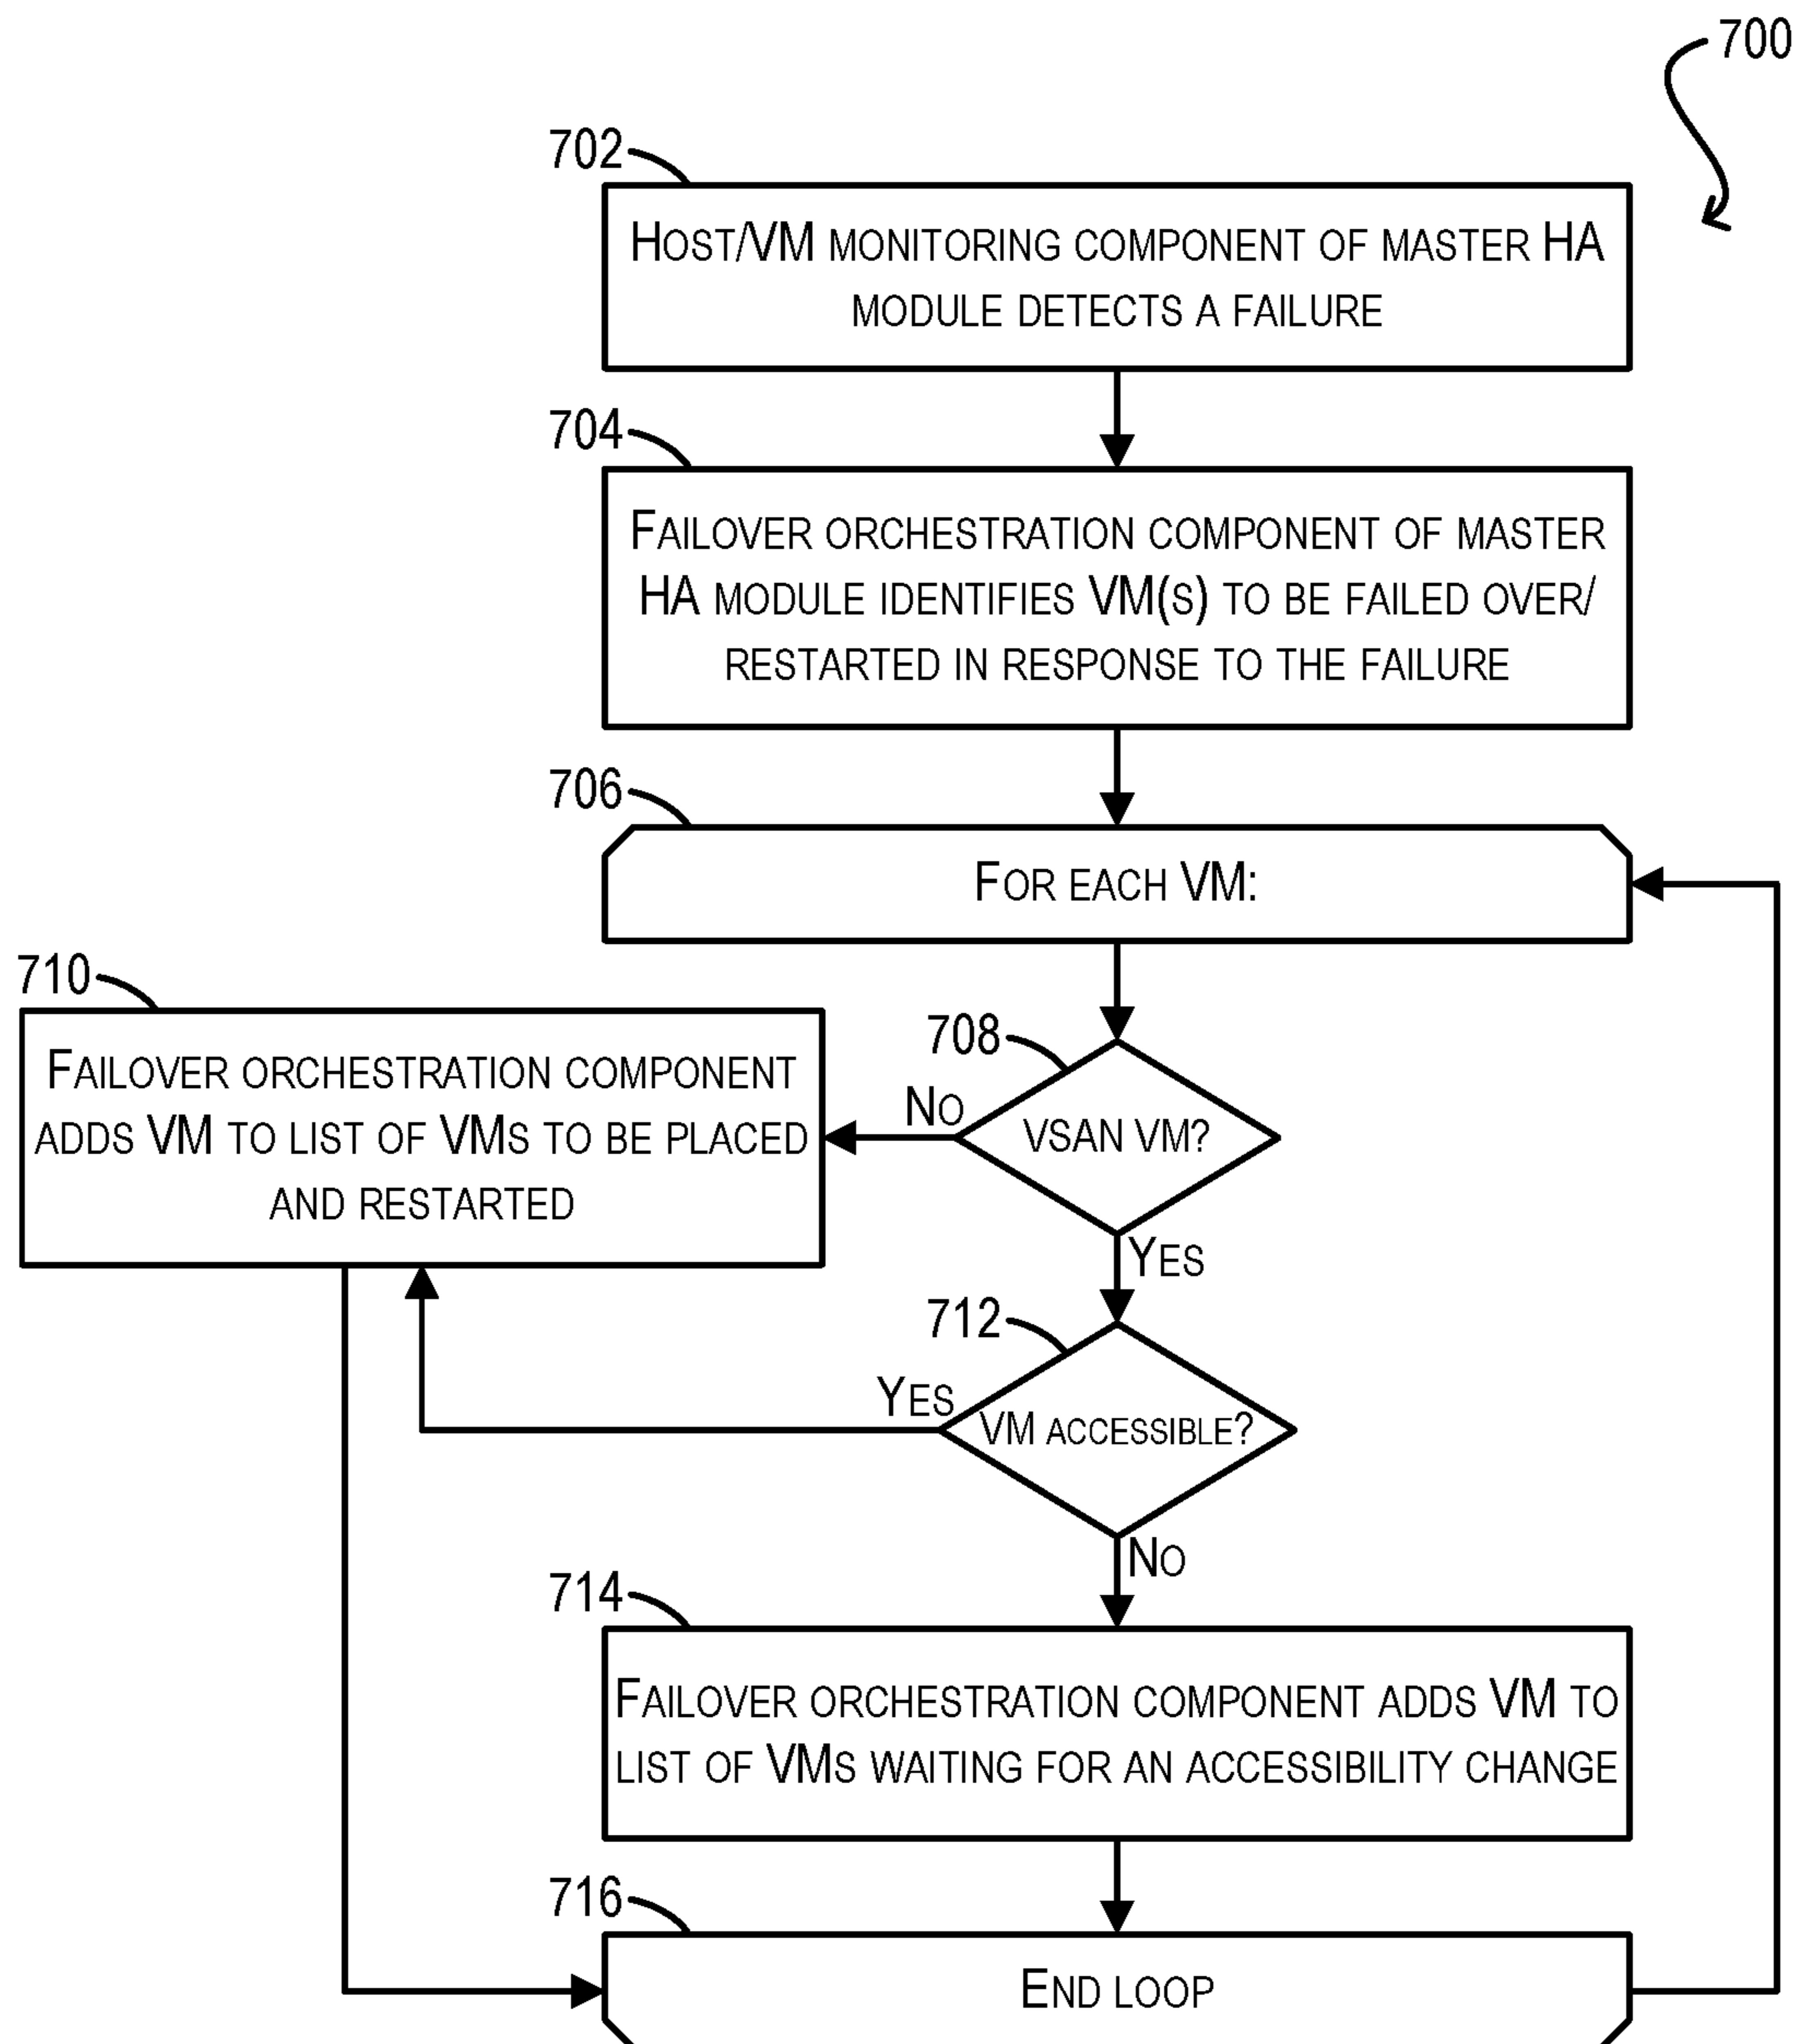 700
702
Host/VM monitoring component of master HA
module detects a failure
704
Failover orchestration component of master
HA module identifies VM(s) to be failed over/
restarted in response to the failure
706
For each VM:
710
Failover orchestration component
adds VM to list of VMs to be placed
and restarted
708
No
VSAN VM?
Yes
712
Yes
VM accessible?
No
714
Failover orchestration component adds VM to
list of VMs waiting for an accessibility change
716
End loop